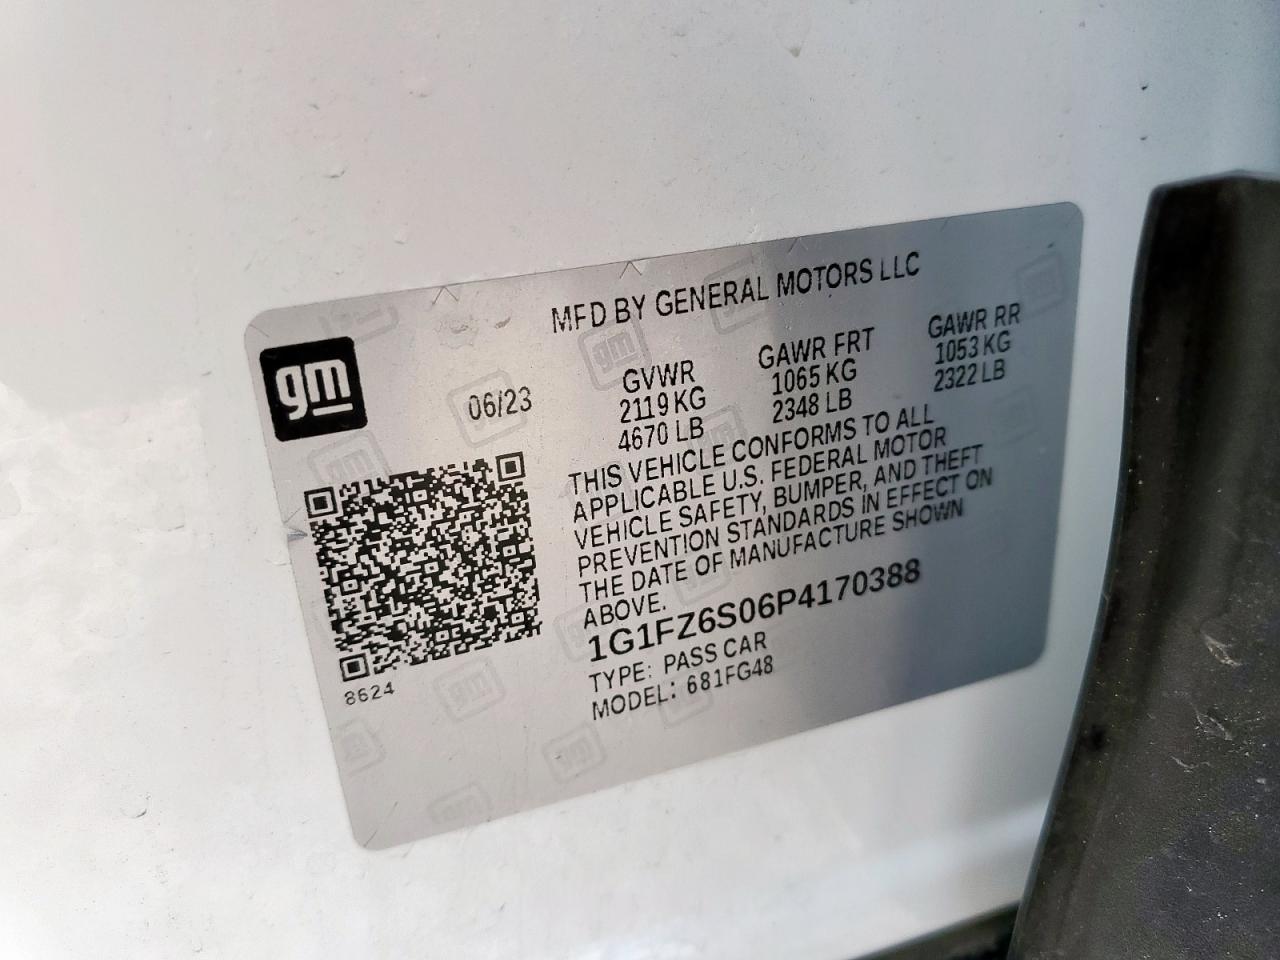 MFD BY GENERAL MOTORS LLC
gm
06/23
GVWR
2119 KG
4670 LB
GAWR FRT
1065 KG
2348 LB
GAWR RR
1053 KG
2322 LB
THIS VEHICLE CONFORMS TO ALL
APPLICABLE U.S. FEDERAL MOTOR
VEHICLE SAFETY, BUMPER, AND THEFT
PREVENTION STANDARDS IN EFFECT ON
THE DATE OF MANUFACTURE SHOWN
ABOVE.
1G1FZ6S06P4170388
TYPE: PASS CAR
MODEL: 681FG48
8624